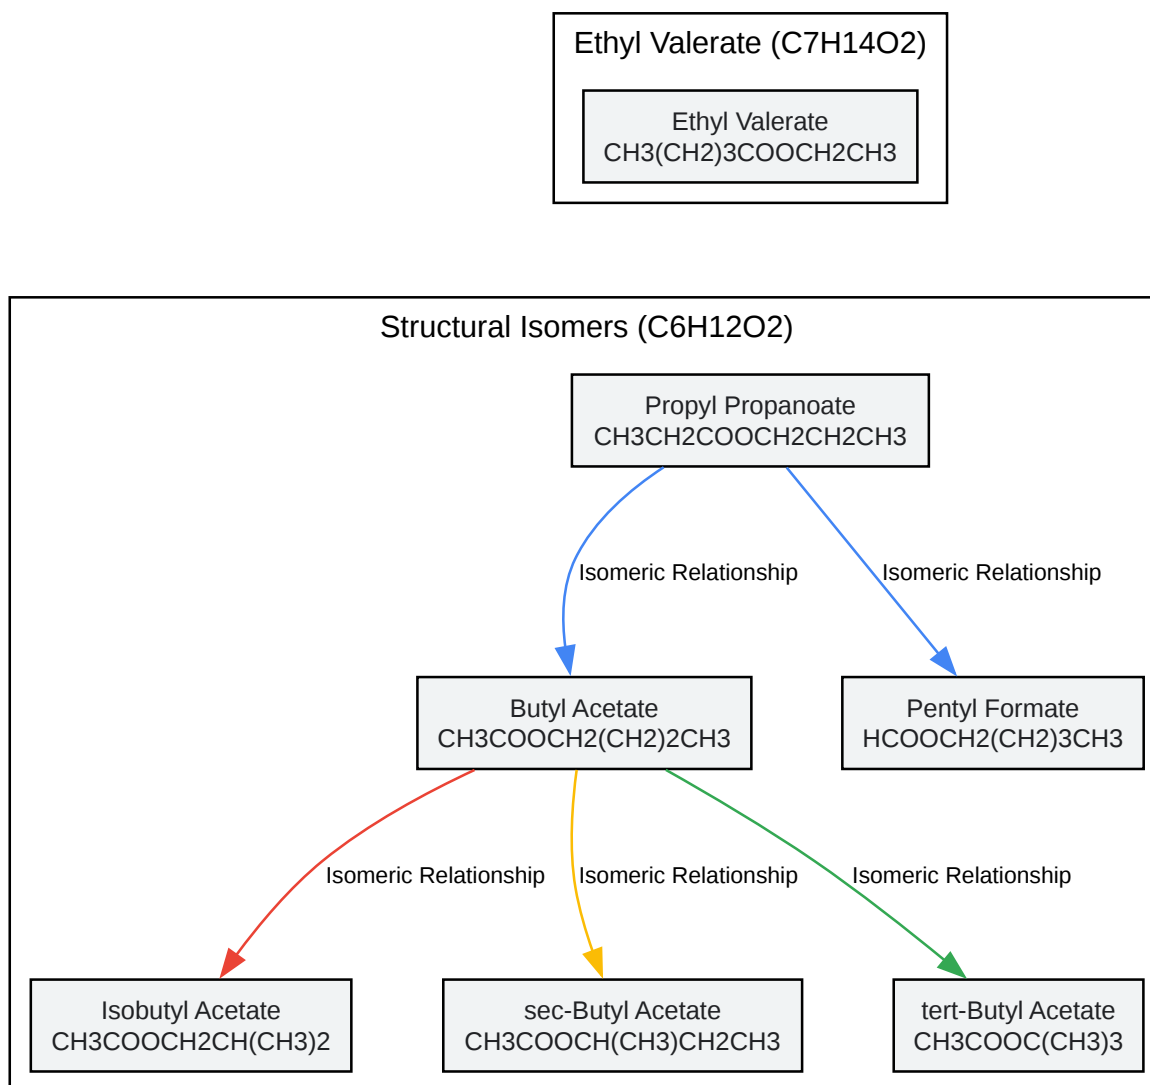 Ethyl Valerate (C7H14O2)
Ethyl Valerate
CH3(CH2)3COOCH2CH3
Structural Isomers (C6H12O2)
Propyl Propanoate
CH3CH2COOCH2CH2CH3
Isomeric Relationship
Isomeric Relationship
Butyl Acetate
CH3COOCH2(CH2)2CH3
Pentyl Formate
HCOOCH2(CH2)3CH3
Isomeric Relationship
Isomeric Relationship
Isomeric Relationship
Isobutyl Acetate
CH3COOCH2CH(CH3)2
sec-Butyl Acetate
CH3COOCH(CH3)CH2CH3
tert-Butyl Acetate
CH3COOC(CH3)3